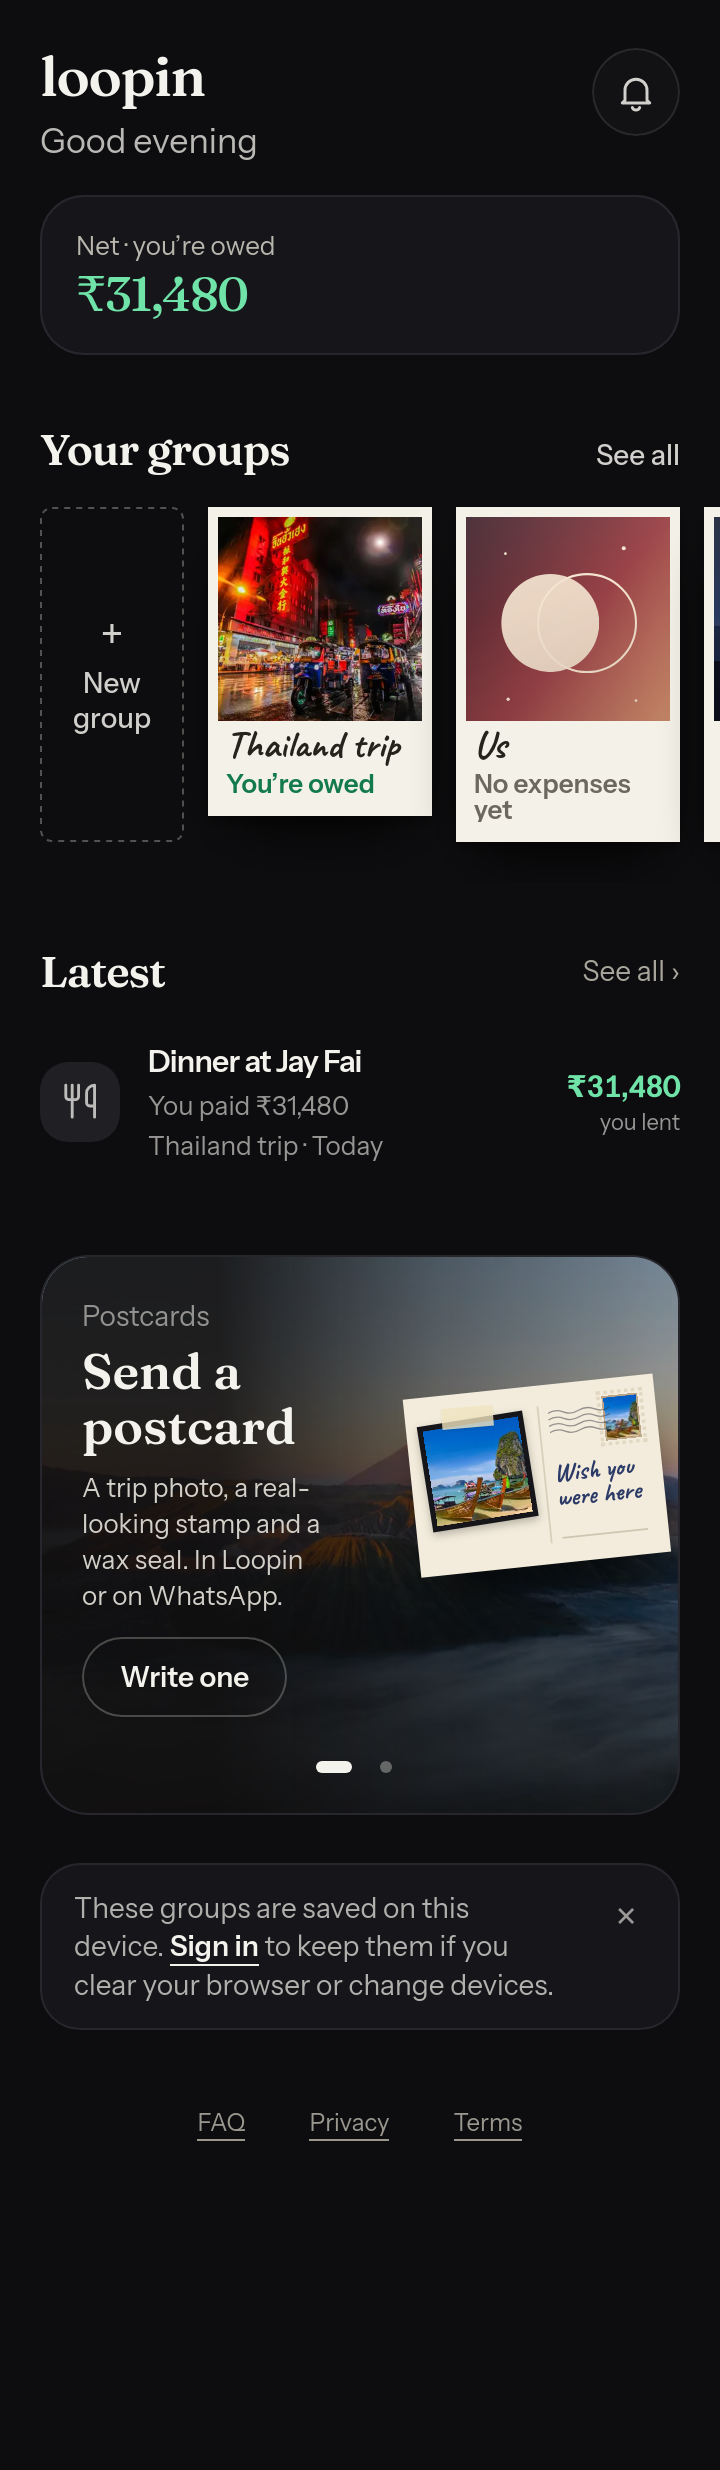 loopin
Good evening
Net · you’re owed
₹31,480
Your groups
See all
+
New
group
Thailand trip
You’re owed
Us
No expenses
yet
Latest
See all ›
Dinner at Jay Fai
You paid ₹31,480
Thailand trip · Today
₹31,480
you lent
Postcards
Send a
postcard
A trip photo, a real-
looking stamp and a
wax seal. In Loopin
or on WhatsApp.
Wish you
were here
Write one
These groups are saved on this
device. Sign in to keep them if you
clear your browser or change devices.
×
FAQ
Privacy
Terms